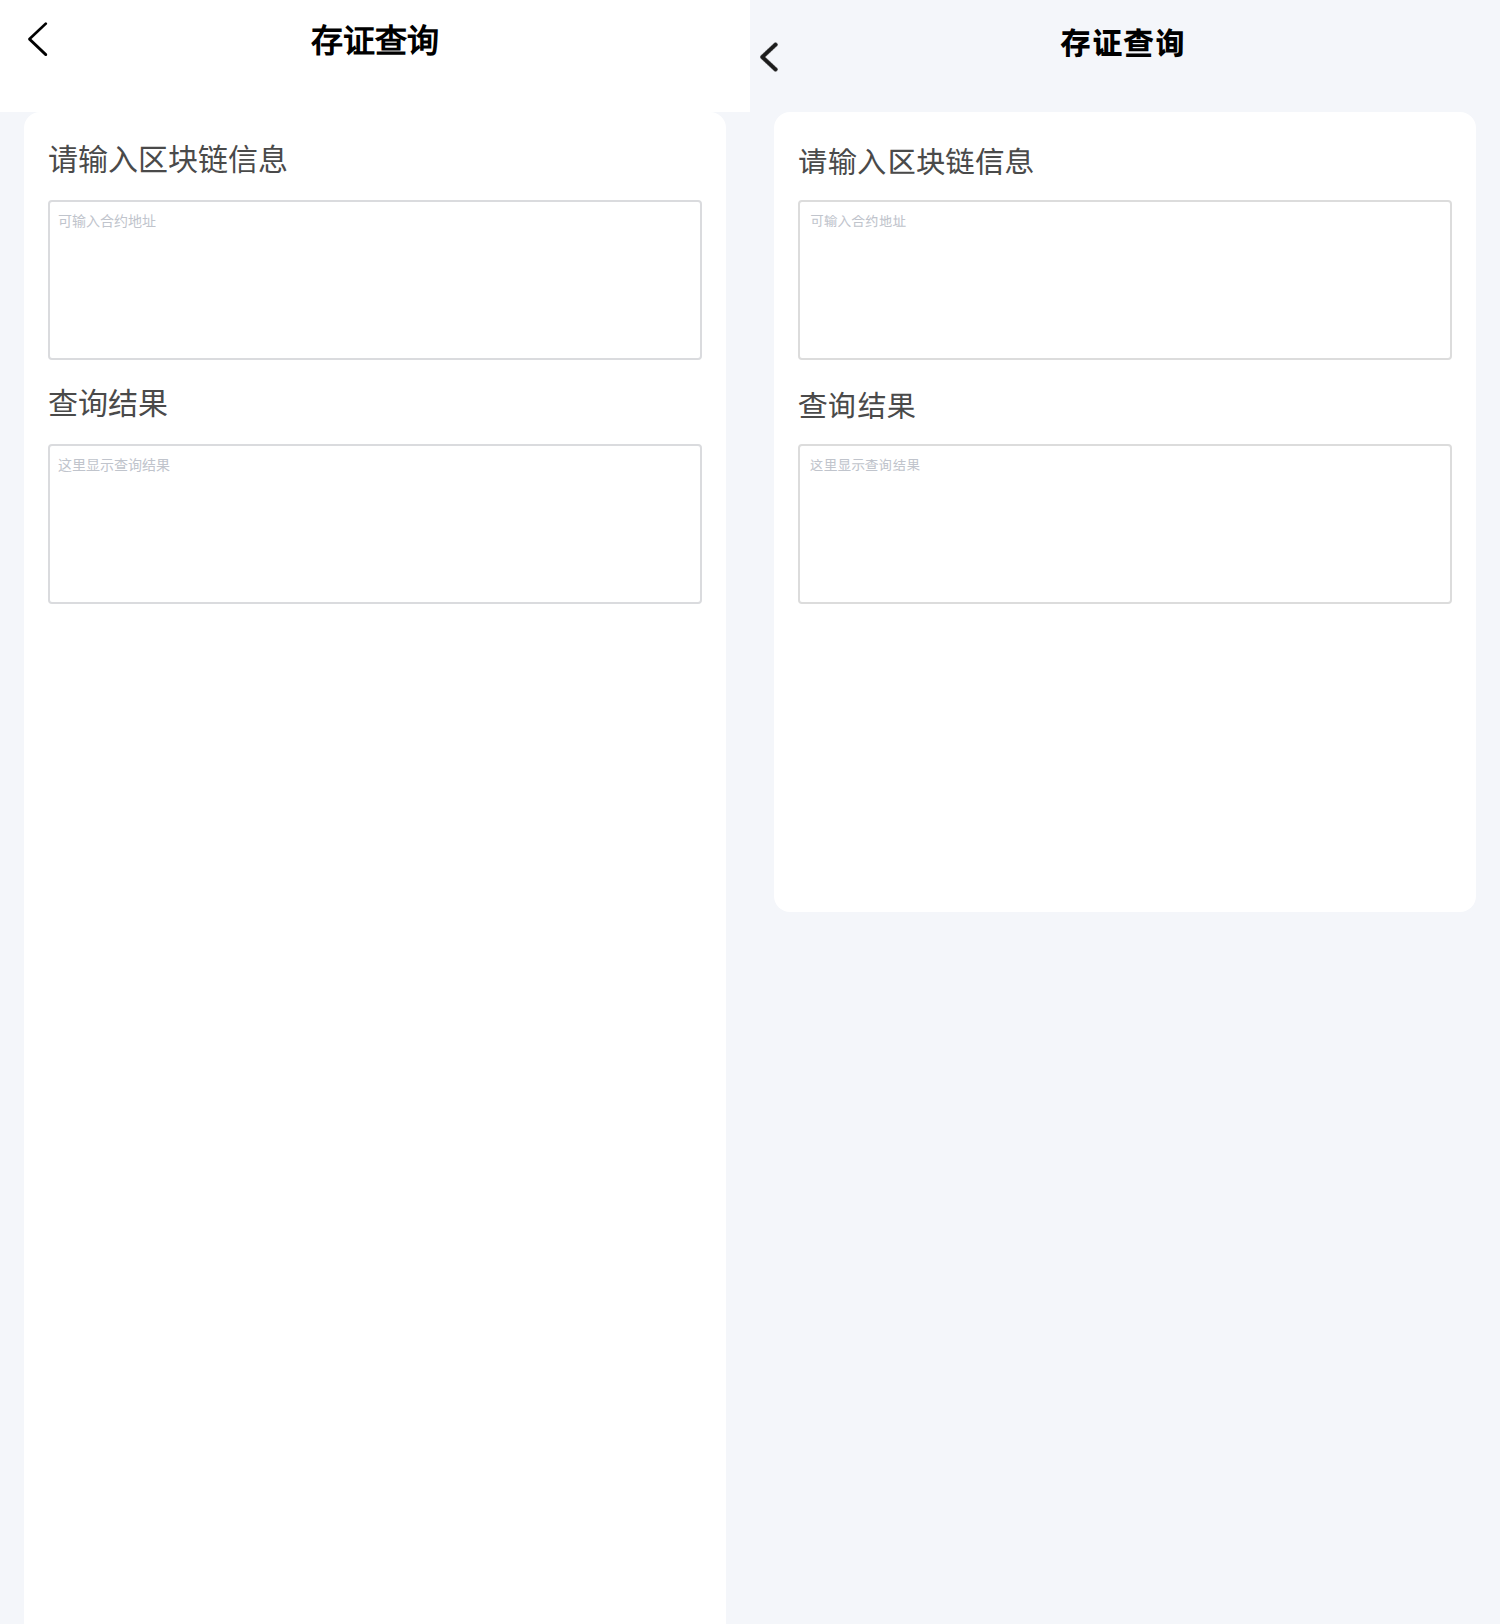 存证查询
请输入区块链信息
可输入合约地址
查询结果
这里显示查询结果
存证查询
请输入区块链信息
可输入合约地址
查询结果
这里显示查询结果